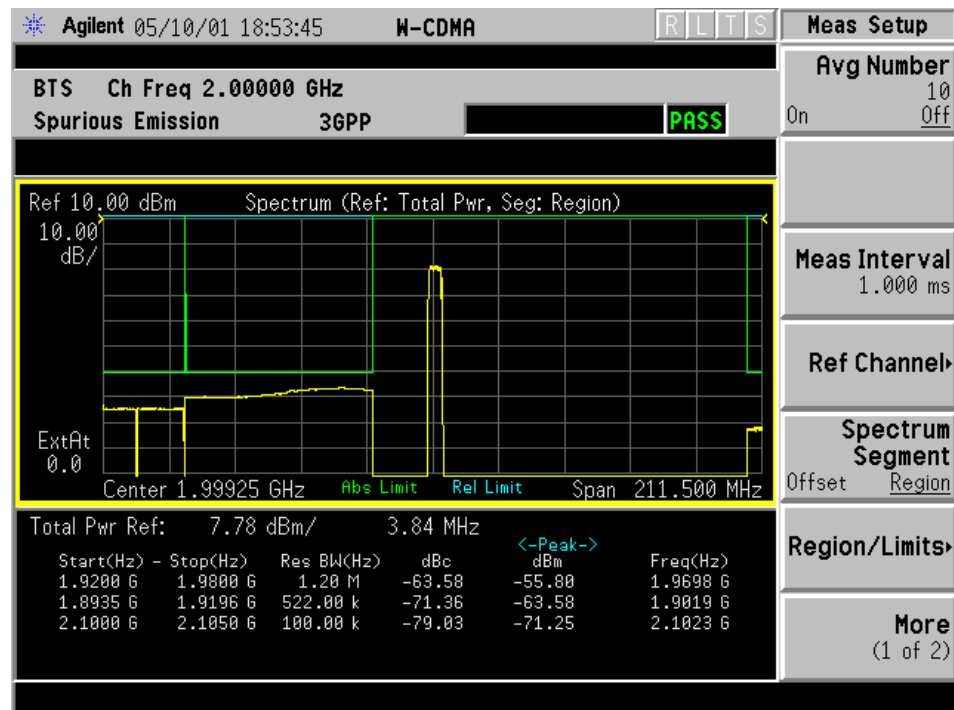 Agilent 05/10/01 18:53:45 W-CDMA R L T S
Meas Setup
BTS Ch Freq 2.00000 GHz
Spurious Emission 3GPP PASS
Avg Number
10
On Off
Ref 10.00 dBm Spectrum (Ref: Total Pwr, Seg: Region)
10.00
dB/
ExtAt
0.0
Center 1.99925 GHz Abs Limit Rel Limit Span 211.500 MHz
Meas Interval
1.000 ms
Ref Channel
Spectrum
Segment
Offset Region
Total Pwr Ref: 7.78 dBm/ 3.84 MHz
<-Peak->
Start(Hz) - Stop(Hz) Res BW(Hz) dBc dBm Freq(Hz)
1.9200 G 1.9800 G 1.20 M -63.58 -55.80 1.9698 G
1.8935 G 1.9196 G 522.00 k -71.36 -63.58 1.9019 G
2.1000 G 2.1050 G 100.00 k -79.03 -71.25 2.1023 G
Region/Limits
More
(1 of 2)